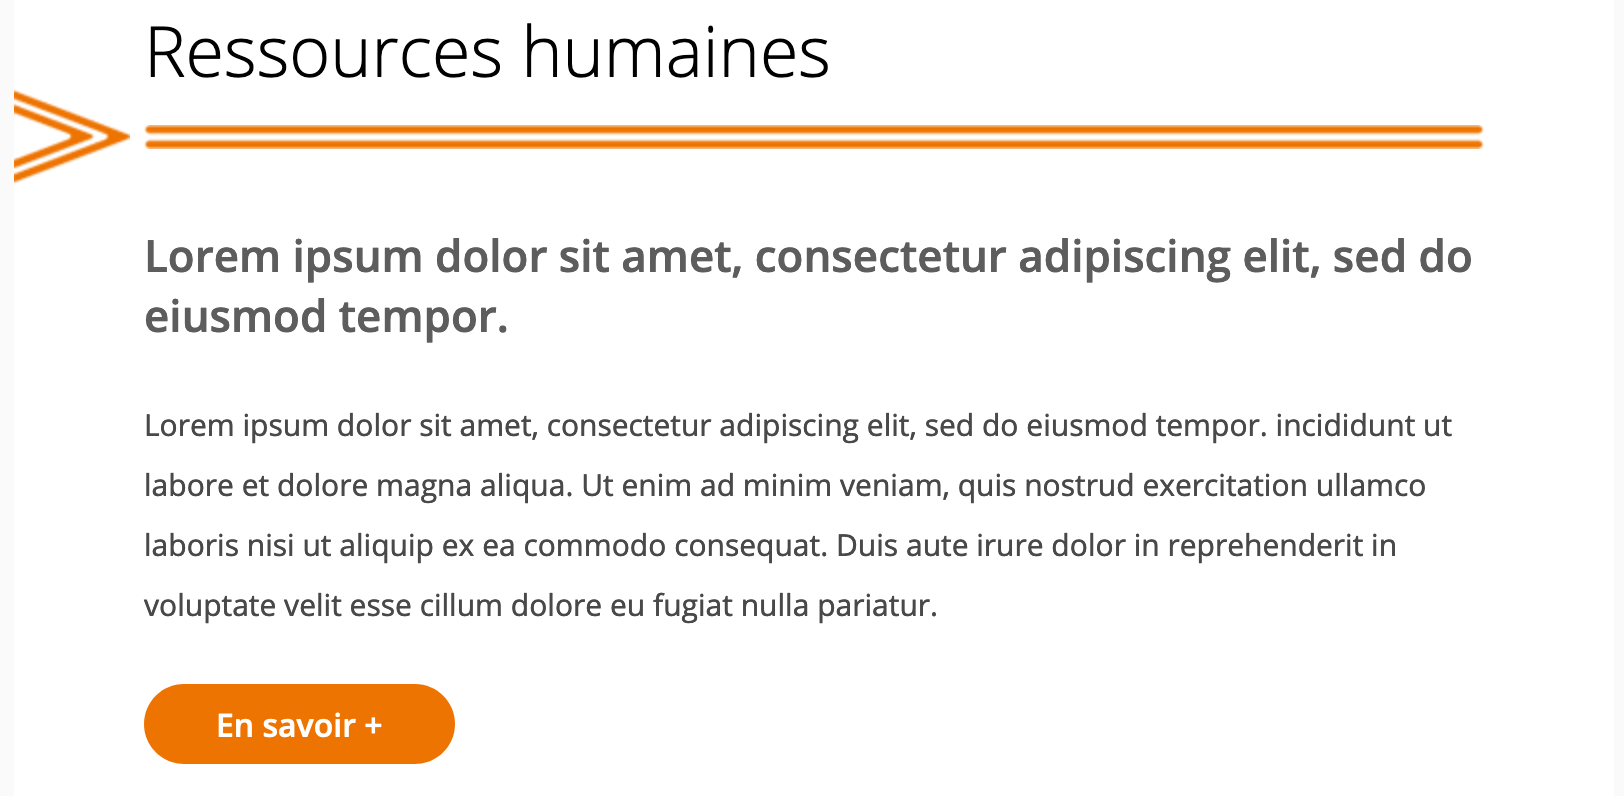 Ressources humaines
Lorem ipsum dolor sit amet, consectetur adipiscing elit, sed do
eiusmod tempor.
Lorem ipsum dolor sit amet, consectetur adipiscing elit, sed do eiusmod tempor. incididunt ut
labore et dolore magna aliqua. Ut enim ad minim veniam, quis nostrud exercitation ullamco
laboris nisi ut aliquip ex ea commodo consequat. Duis aute irure dolor in reprehenderit in
voluptate velit esse cillum dolore eu fugiat nulla pariatur.
En savoir +